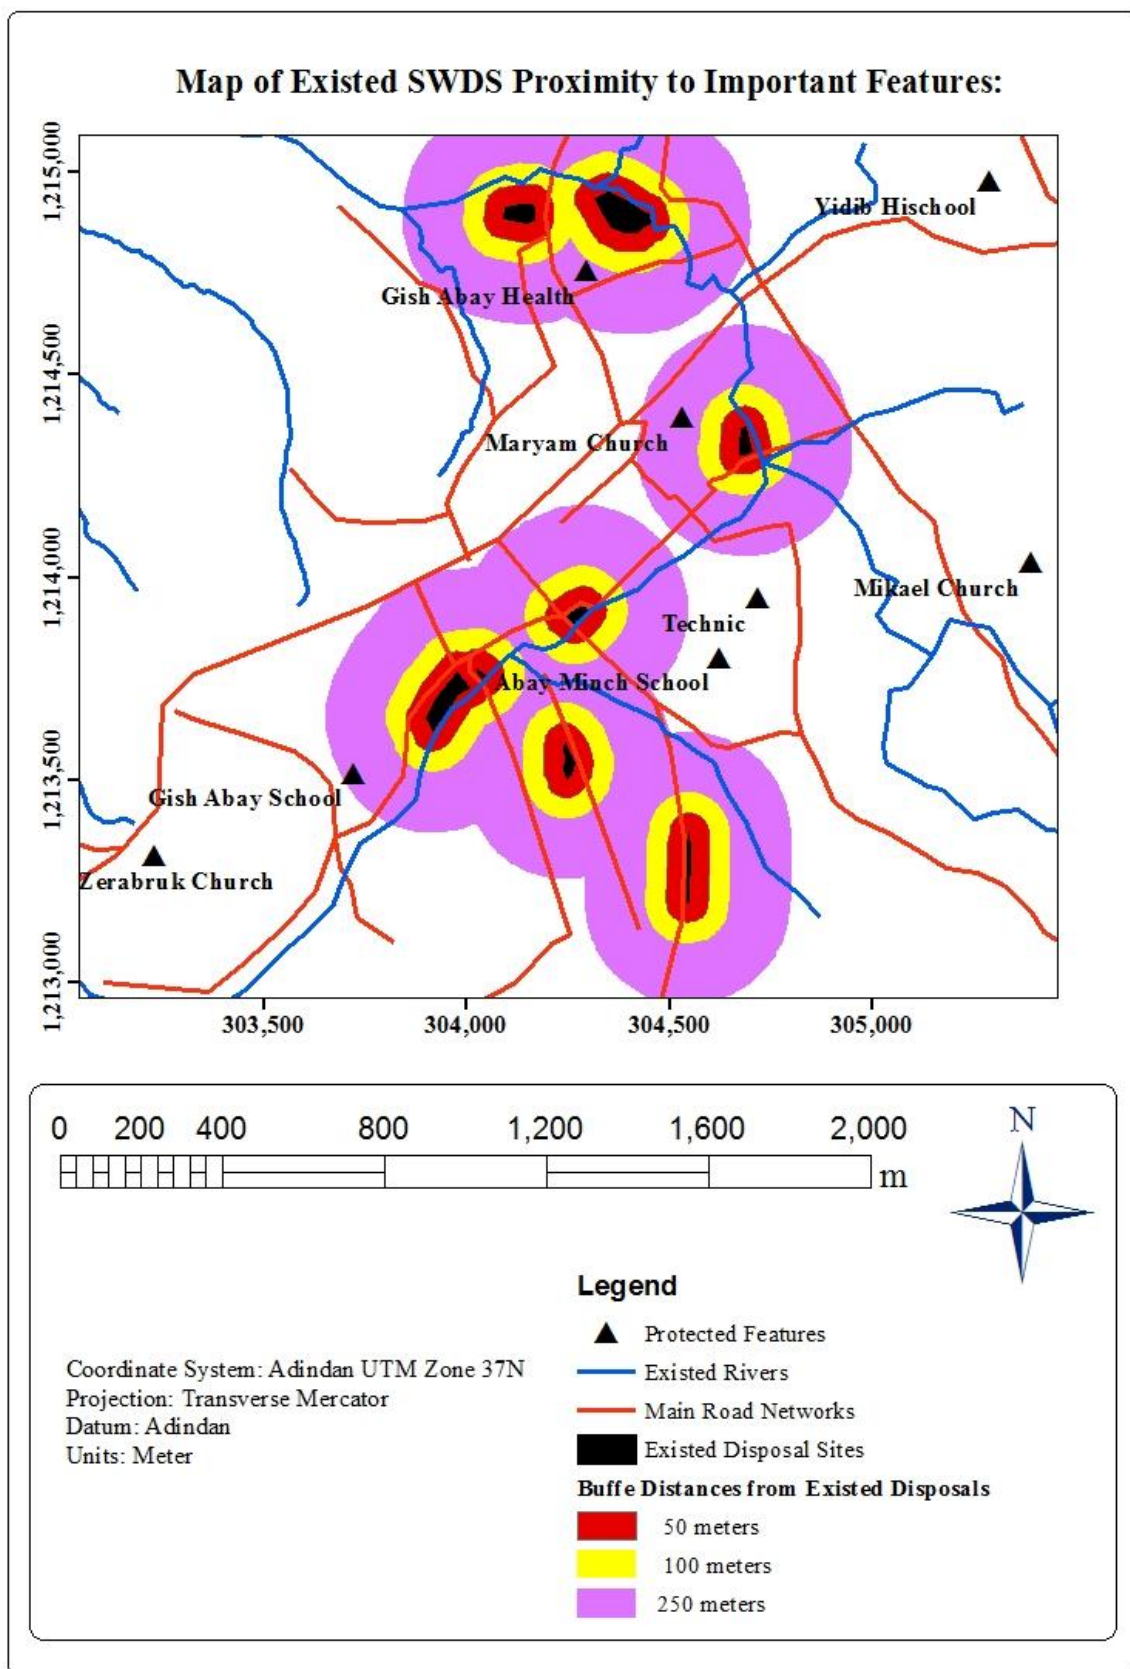 Map of Existed SWDS Proximity to Important Features:
1,215,000
1,214,500
1,214,000
1,213,500
1,213,000
Yidib Hischool
Gish Abay Health
Maryam Church
Mikael Church
Technic
Abay Minch School
Gish Abay School
Zerabruk Church
303,500 304,000 304,500 305,000
0 200 400 800 1,200 1,600 2,000
m
N
Legend
Protected Features
Existed Rivers
Main Road Networks
Existed Disposal Sites
Buffe Distances from Existed Disposals
50 meters
100 meters
250 meters
Coordinate System: Adindan UTM Zone 37N
Projection: Transverse Mercator
Datum: Adindan
Units: Meter